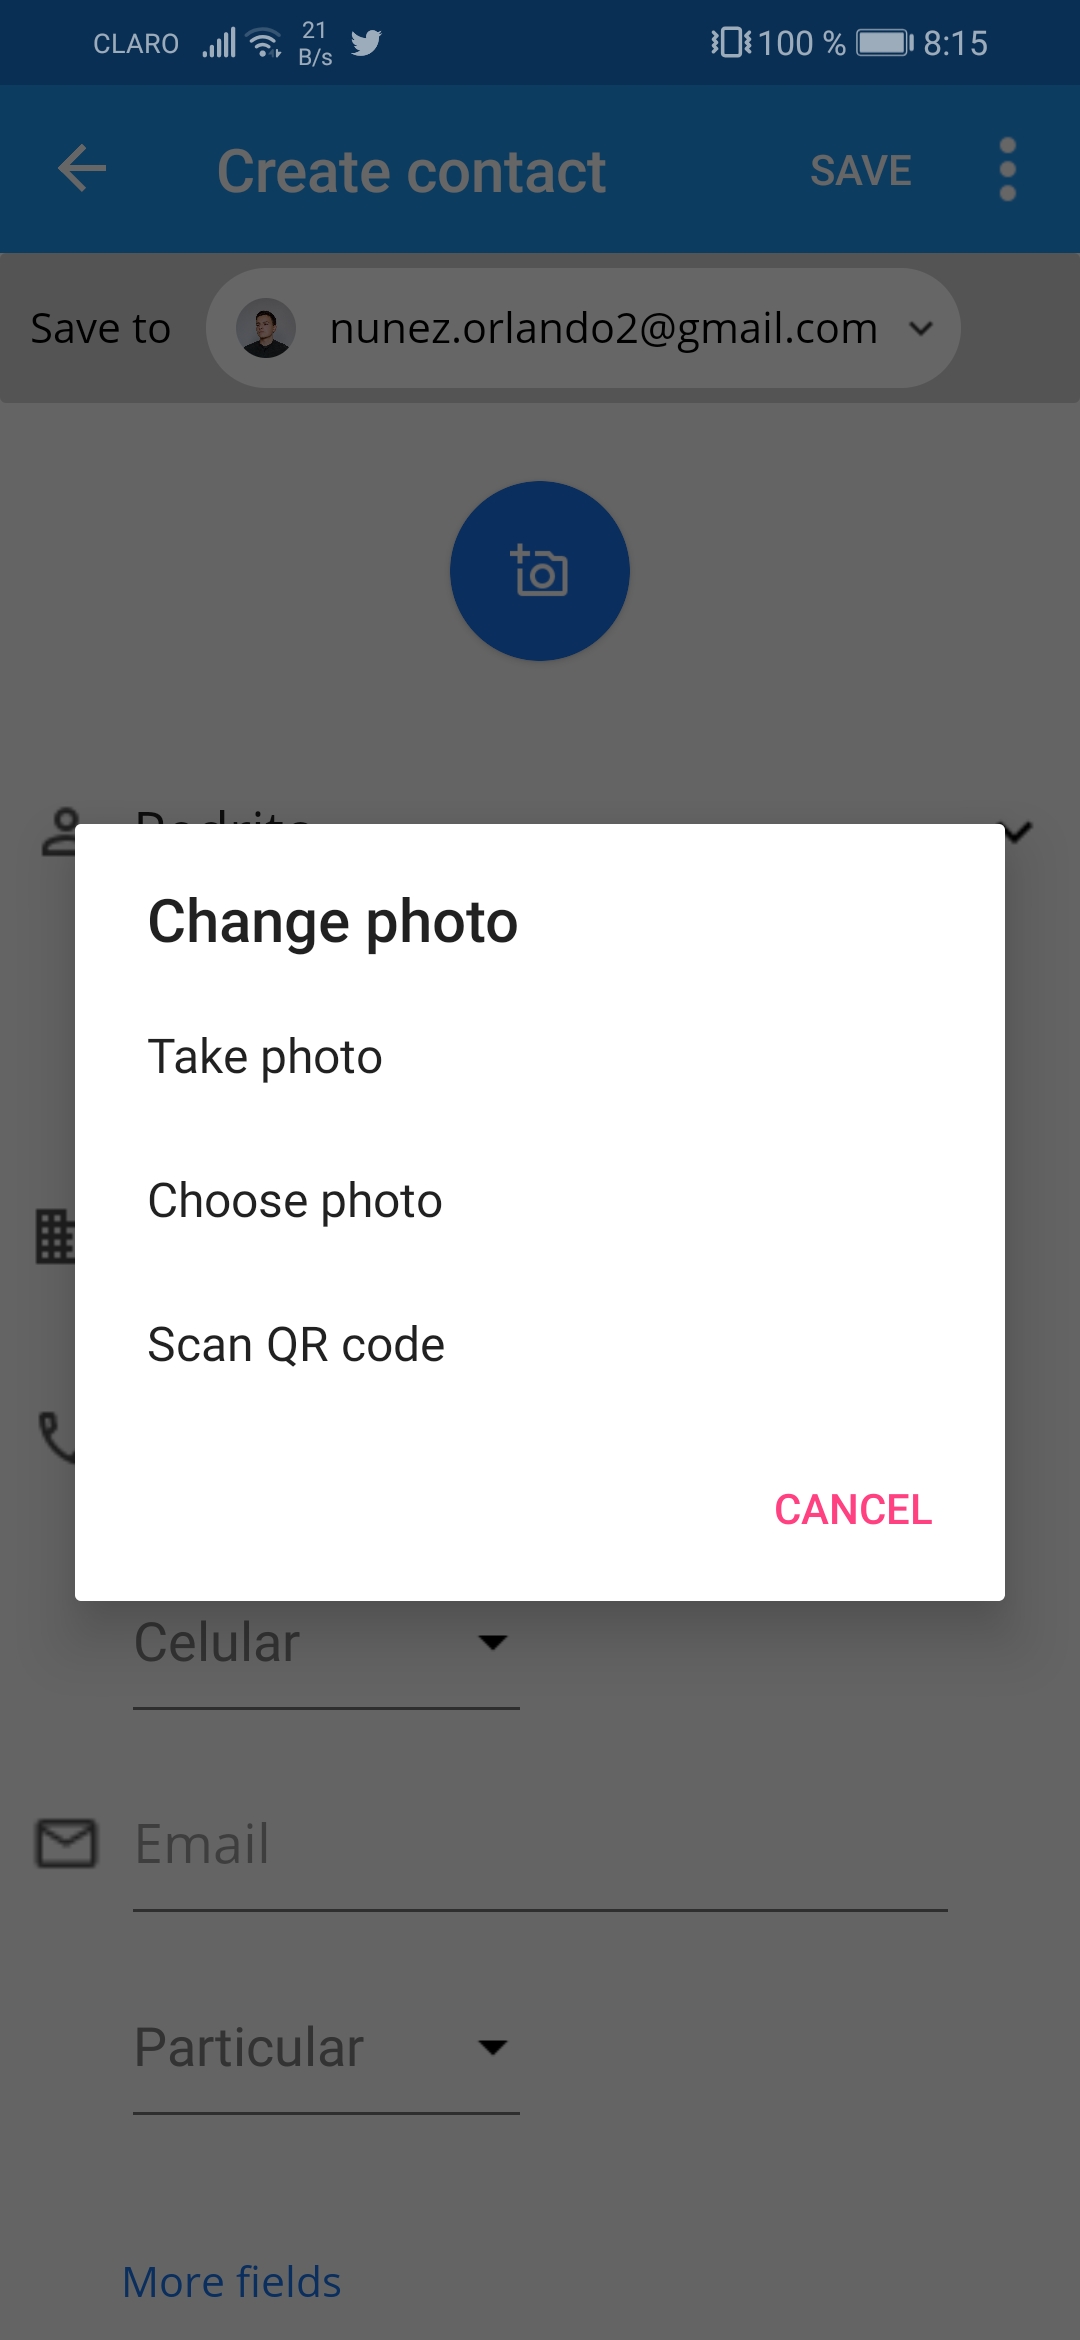 CLARO 21 B/s 100 % 8:15
Create contact SAVE
Save to nunez.orlando2@gmail.com
Change photo
Take photo
Choose photo
Scan QR code
CANCEL
Celular
Email
Particular
More fields